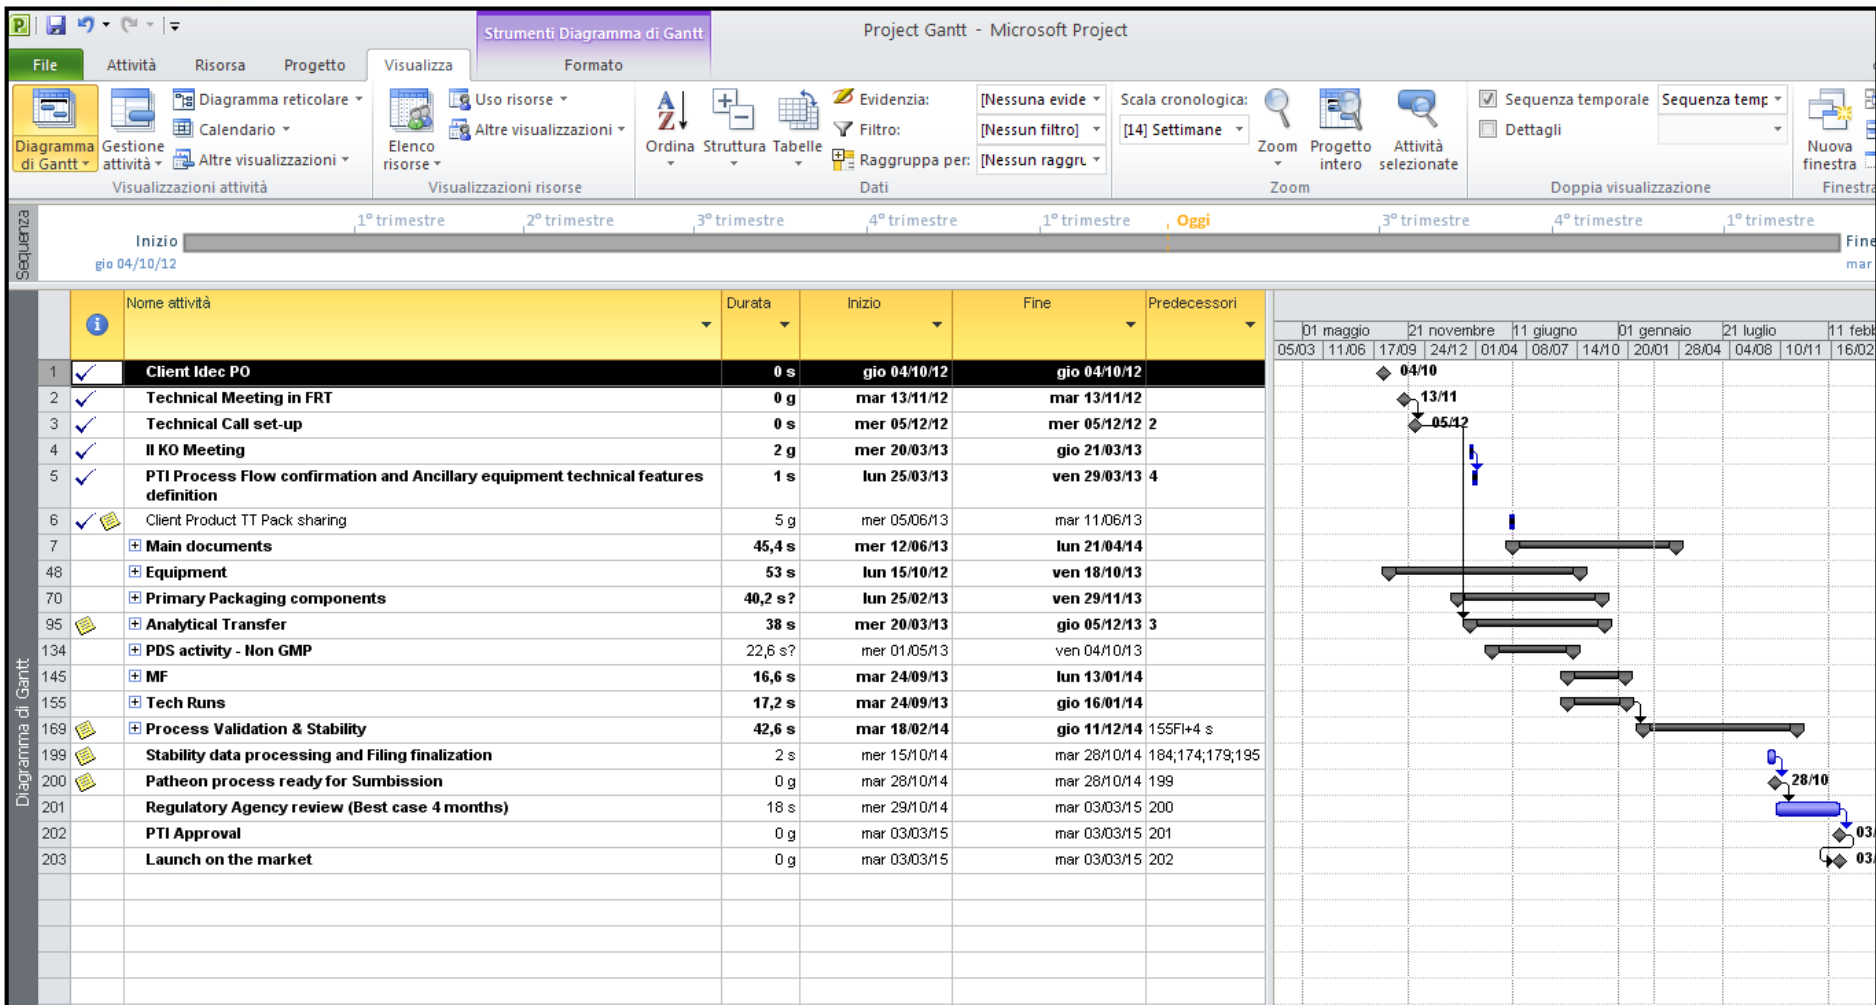 Strumenti Diagramma di Gantt
Project Gantt - Microsoft Project
File Attività Risorsa Progetto Visualizza Formato
Diagramma di Gantt
Gestione attività
Diagramma reticolare
Calendario
Altre visualizzazioni
Visualizzazioni attività
Elenco risorse
Uso risorse
Altre visualizzazioni
Visualizzazioni risorse
Ordina Struttura Tabelle
Evidenzia: [Nessuna evide
Filtro: [Nessun filtro]
Raggruppa per: [Nessun raggru
Dati
Scala cronologica:
[14] Settimane
Zoom
Progetto intero
Attività selezionate
Zoom
Sequenza temporale Sequenza temp
Dettagli
Doppia visualizzazione
Nuova finestra
Finestra
Sequenza
1° trimestre 2° trimestre 3° trimestre 4° trimestre 1° trimestre Oggi 3° trimestre 4° trimestre 1° trimestre
Inizio
gio 04/10/12
Fine
mar
Diagramma di Gantt
Nome attività Durata Inizio Fine Predecessori
01 maggio 21 novembre 11 giugno 01 gennaio 21 luglio 11 febb
05/03 11/06 17/09 24/12 01/04 08/07 14/10 20/01 28/04 04/08 10/11 16/02
1 Client Idec PO 0 s gio 04/10/12 gio 04/10/12 04/10
2 Technical Meeting in FRT 0 g mar 13/11/12 mar 13/11/12 13/11
3 Technical Call set-up 0 s mer 05/12/12 mer 05/12/12 2 05/12
4 II KO Meeting 2 g mer 20/03/13 gio 21/03/13
5 PTI Process Flow confirmation and Ancillary equipment technical features 1 s lun 25/03/13 ven 29/03/13 4
definition
6 Client Product TT Pack sharing 5 g mer 05/06/13 mar 11/06/13
7 Main documents 45,4 s mer 12/06/13 lun 21/04/14
48 Equipment 53 s lun 15/10/12 ven 18/10/13
70 Primary Packaging components 40,2 s? lun 25/02/13 ven 29/11/13
95 Analytical Transfer 38 s mer 20/03/13 gio 05/12/13 3
134 PDS activity - Non GMP 22,6 s? mer 01/05/13 ven 04/10/13
145 MF 16,6 s mar 24/09/13 lun 13/01/14
155 Tech Runs 17,2 s mar 24/09/13 gio 16/01/14
169 Process Validation & Stability 42,6 s mar 18/02/14 gio 11/12/14 155FI+4 s
199 Stability data processing and Filing finalization 2 s mer 15/10/14 mar 28/10/14 184;174;179;195
200 Patheon process ready for Sumbission 0 g mar 28/10/14 mar 28/10/14 199 28/10
201 Regulatory Agency review (Best case 4 months) 18 s mer 29/10/14 mar 03/03/15 200
202 PTI Approval 0 g mar 03/03/15 mar 03/03/15 201 03/
203 Launch on the market 0 g mar 03/03/15 mar 03/03/15 202 03/